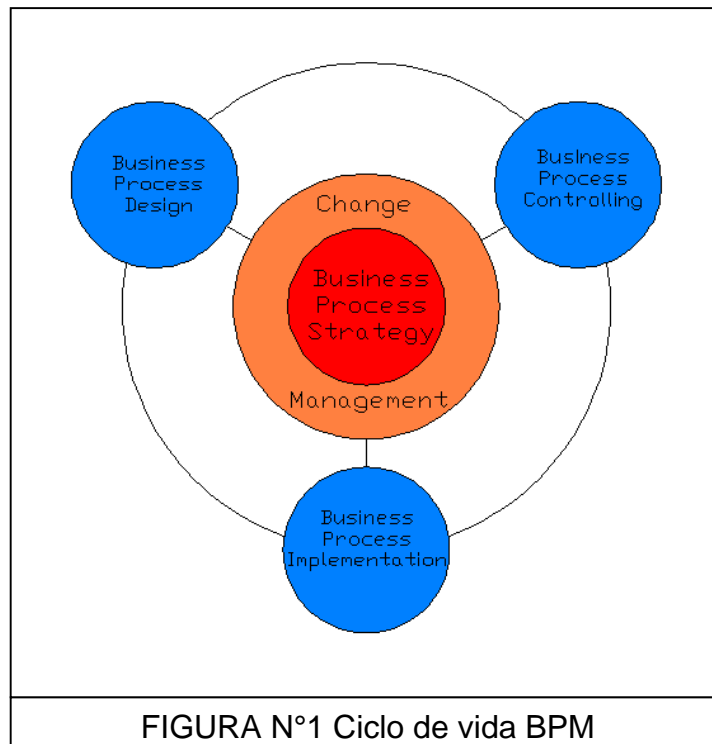 Business
Process
Design
Business
Process
Controlling
Change
Business
Process
Strategy
Management
Business
Process
Implementation
FIGURA N°1 Ciclo de vida BPM